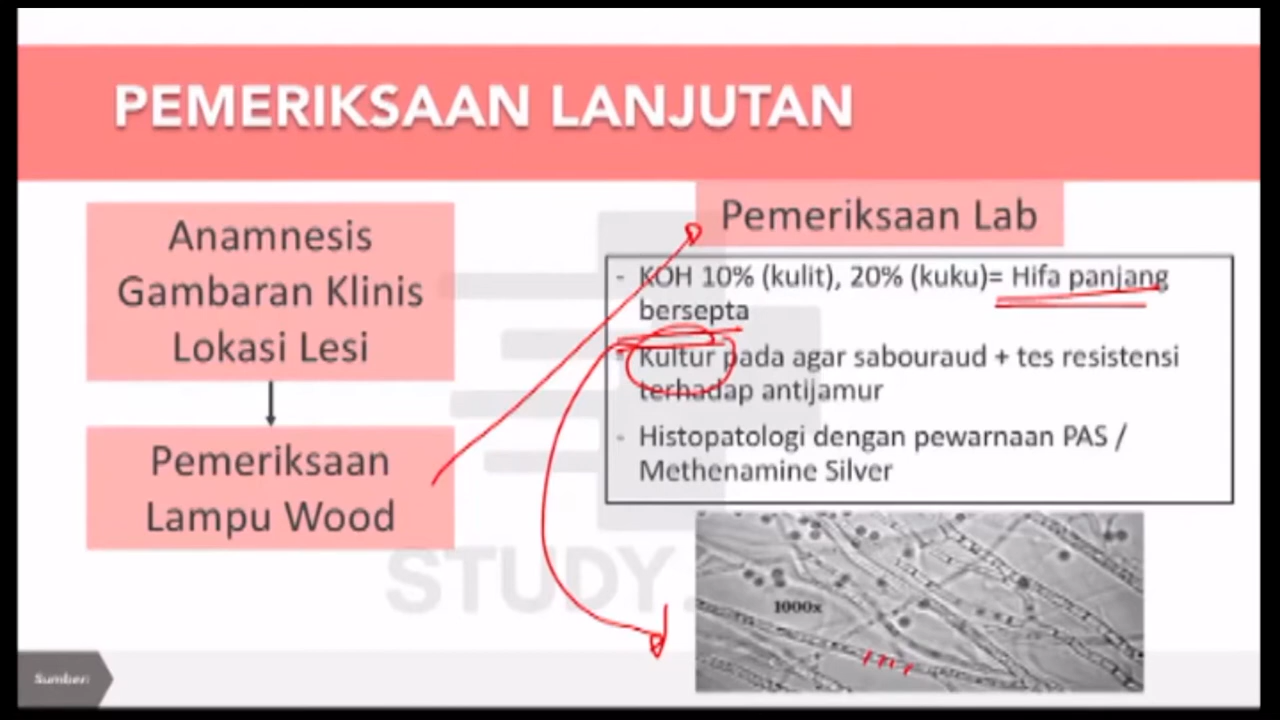 PEMERIKSAAN LANJUTAN
Anamnesis
Gambaran Klinis
Lokasi Lesi
Pemeriksaan
Lampu Wood
Pemeriksaan Lab
- KOH 10% (kulit), 20% (kuku)= Hifa panjang
bersepta
- Kultur pada agar sabouraud + tes resistensi
terhadap antijamur
- Histopatologi dengan pewarnaan PAS /
Methenamine Silver
1000x
STUDY.
Sumber: